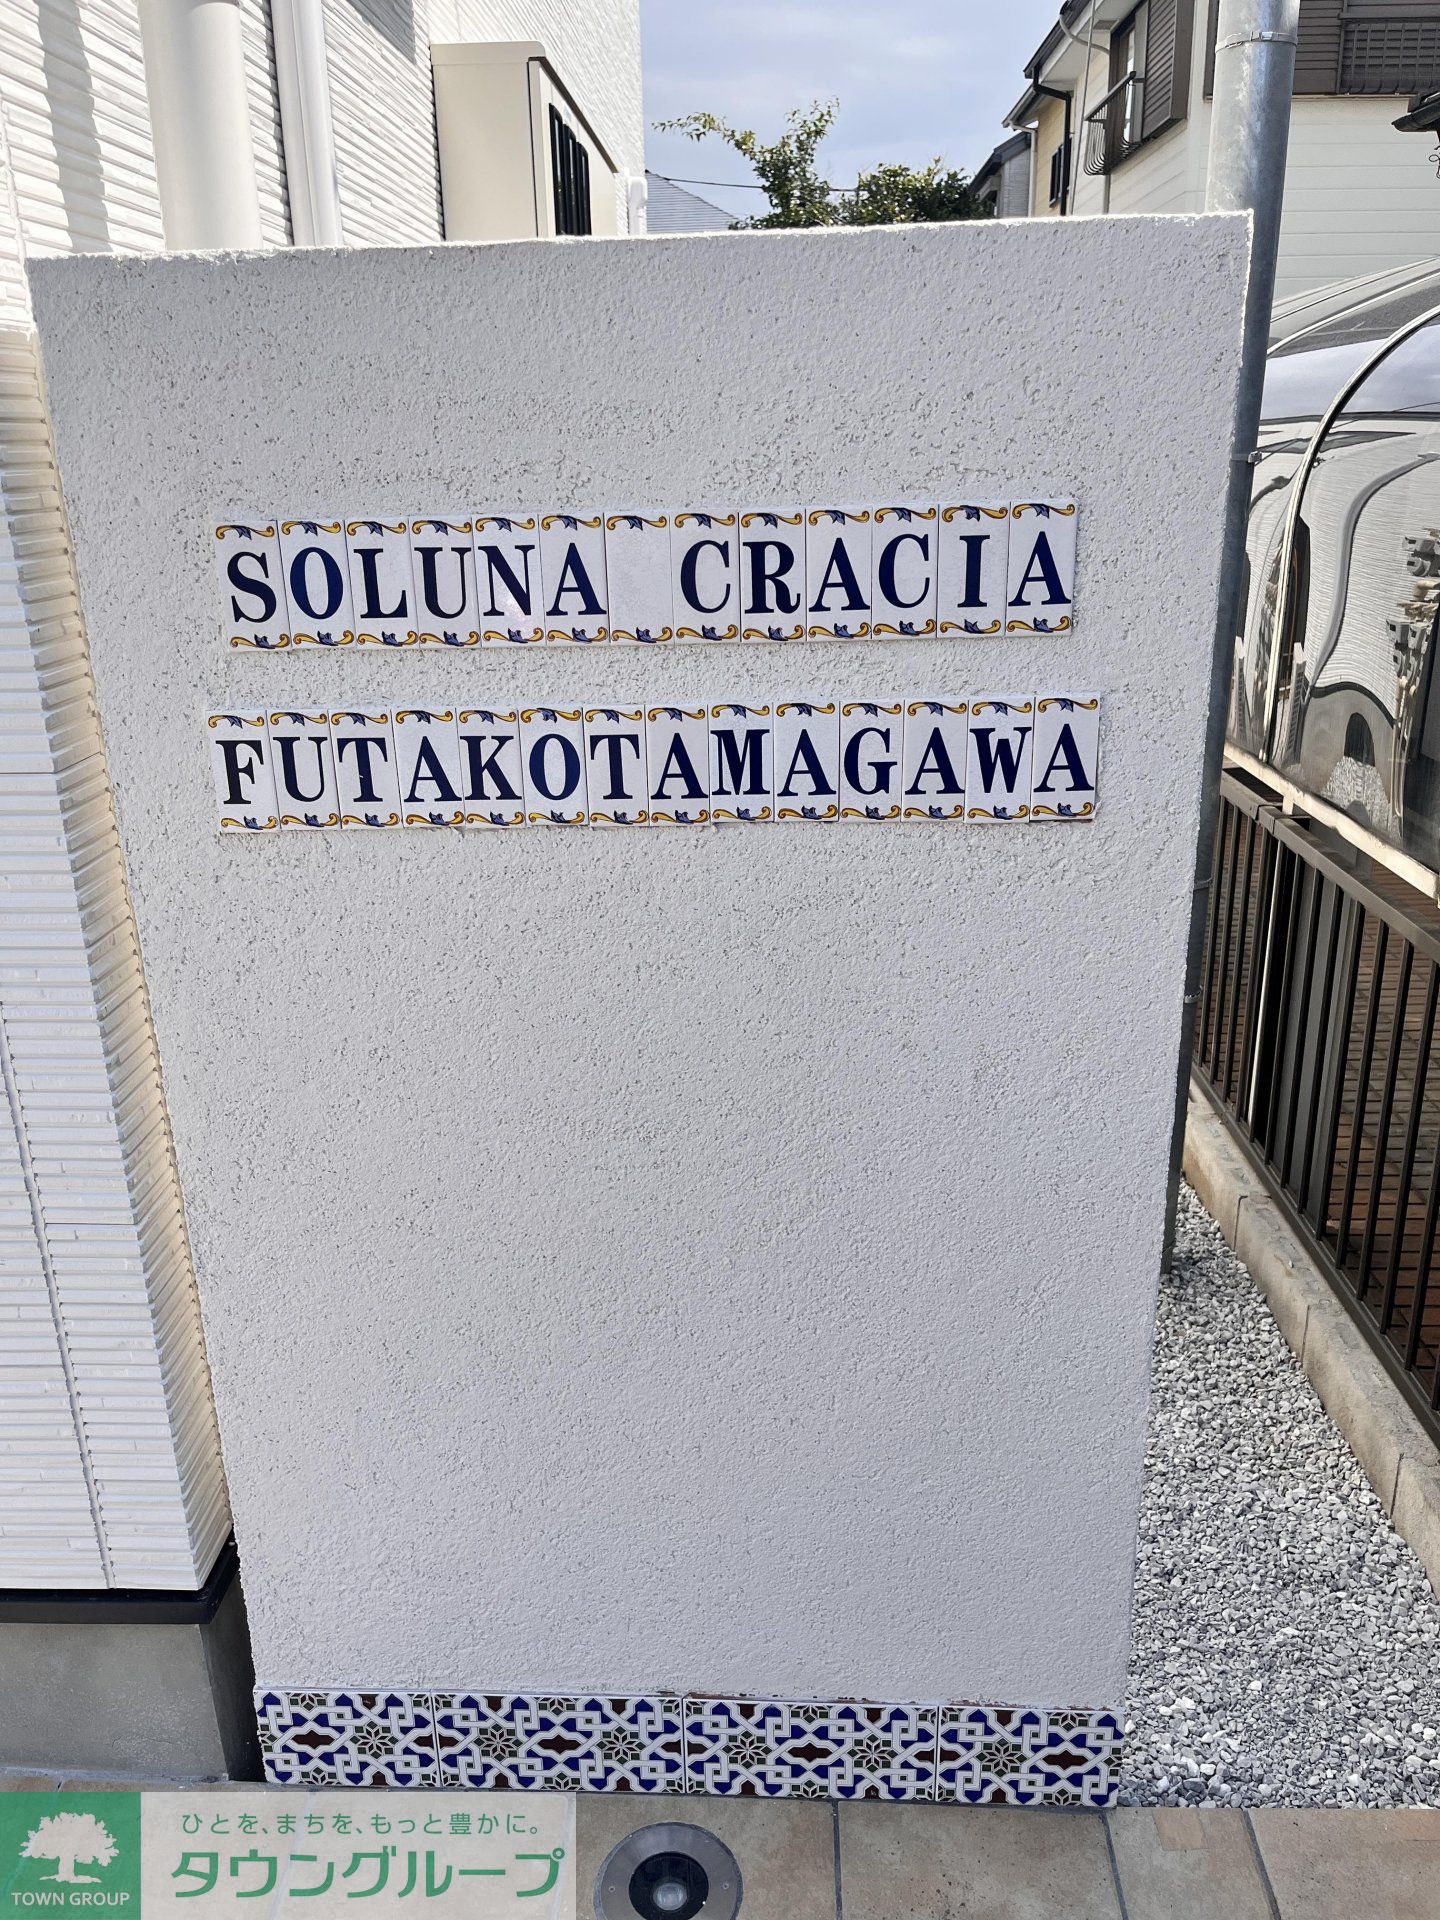 SOLUNA CRACIA
FUTAKOTAMAGAWA
ひとを、まちを、もっと豊かに。
タウングループ
TOWN GROUP